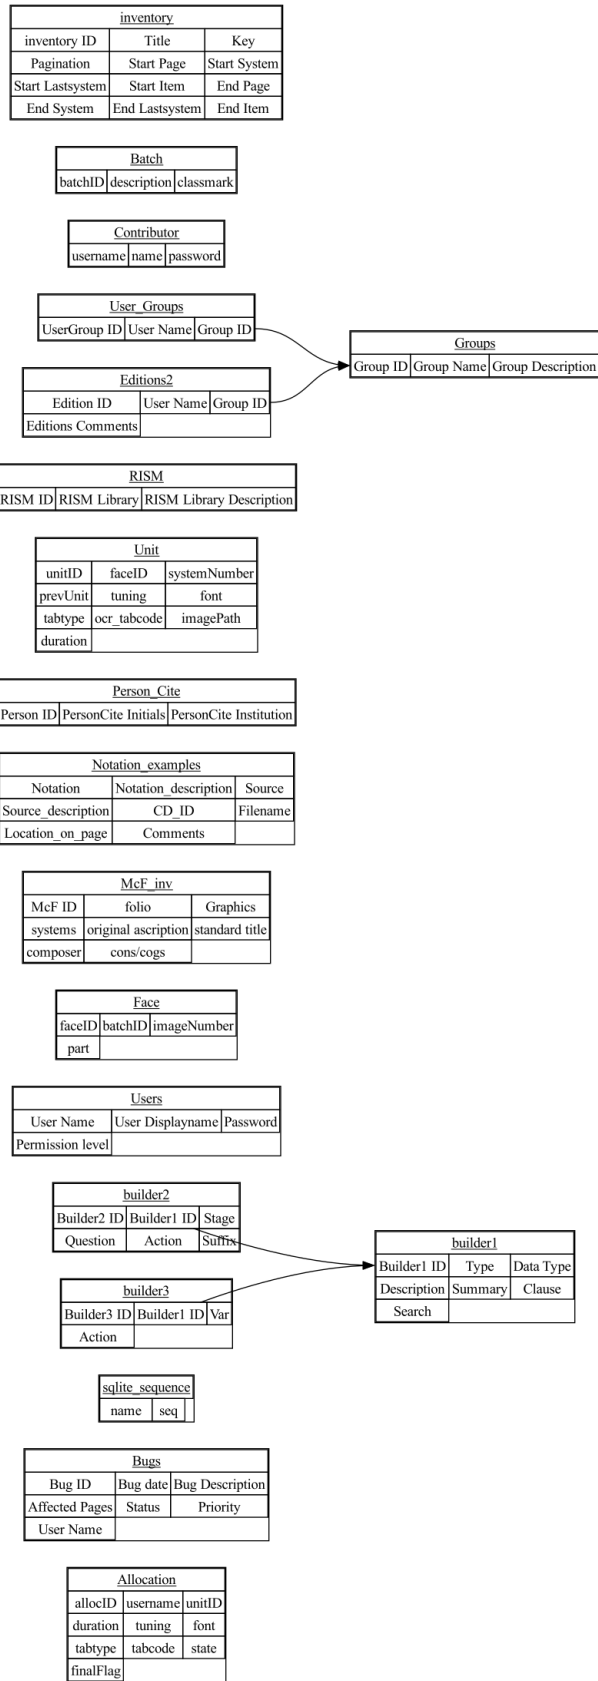 inventory
inventory ID Title Key
Pagination Start Page Start System
Start Lastsystem Start Item End Page
End System End Lastsystem End Item
Batch
batchID description classmark
Contributor
username name password
User_Groups
UserGroup ID User Name Group ID
Groups
Group ID Group Name Group Description
Editions2
Edition ID User Name Group ID
Editions Comments
RISM
RISM ID RISM Library RISM Library Description
Unit
unitID faceID systemNumber
prevUnit tuning font
tabtype ocr_tabcode imagePath
duration
Person_Cite
Person ID PersonCite Initials PersonCite Institution
Notation_examples
Notation Notation_description Source
Source_description CD_ID Filename
Location_on_page Comments
McF_inv
McF ID folio Graphics
systems original ascription standard title
composer cons/cogs
Face
faceID batchID imageNumber
part
Users
User Name User Displayname Password
Permission level
builder2
Builder2 ID Builder1 ID Stage
Question Action Suffix
builder1
Builder1 ID Type Data Type
Description Summary Clause
Search
builder3
Builder3 ID Builder1 ID Var
Action
sqlite_sequence
name seq
Bugs
Bug ID Bug date Bug Description
Affected Pages Status Priority
User Name
Allocation
allocID username unitID
duration tuning font
tabtype tabcode state
finalFlag